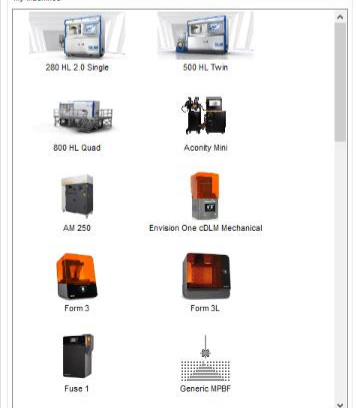 280 HL 2.0 Single
500 HL Twin
800 HL Quad
Aconity Mini
AM 250
Envision One cDLM Mechanical
Form 3
Form 3L
Fuse 1
Generic MPBF